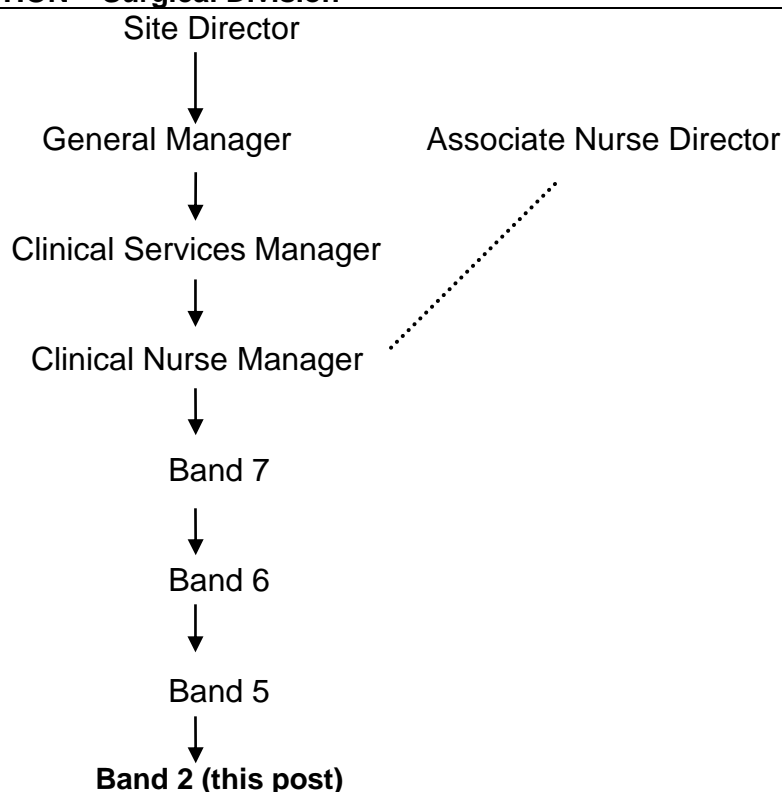 Surgical Division
Site Director
General Manager Associate Nurse Director
Clinical Services Manager
Clinical Nurse Manager
Band 7
Band 6
Band 5
Band 2 (this post)